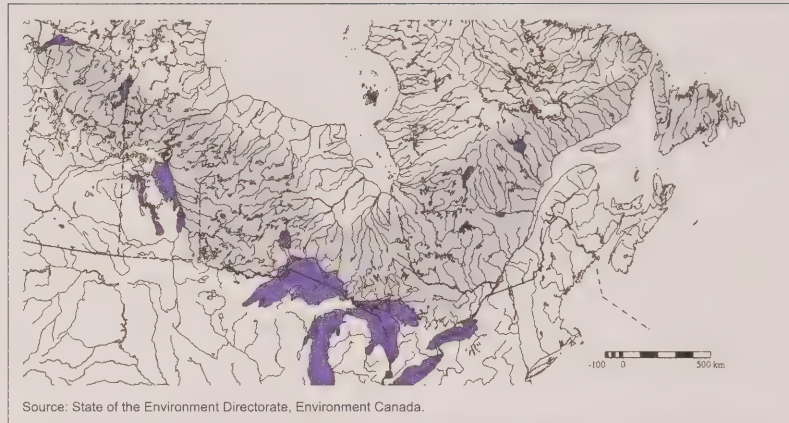 -100 0 500 km
Source: State of the Environment Directorate, Environment Canada.